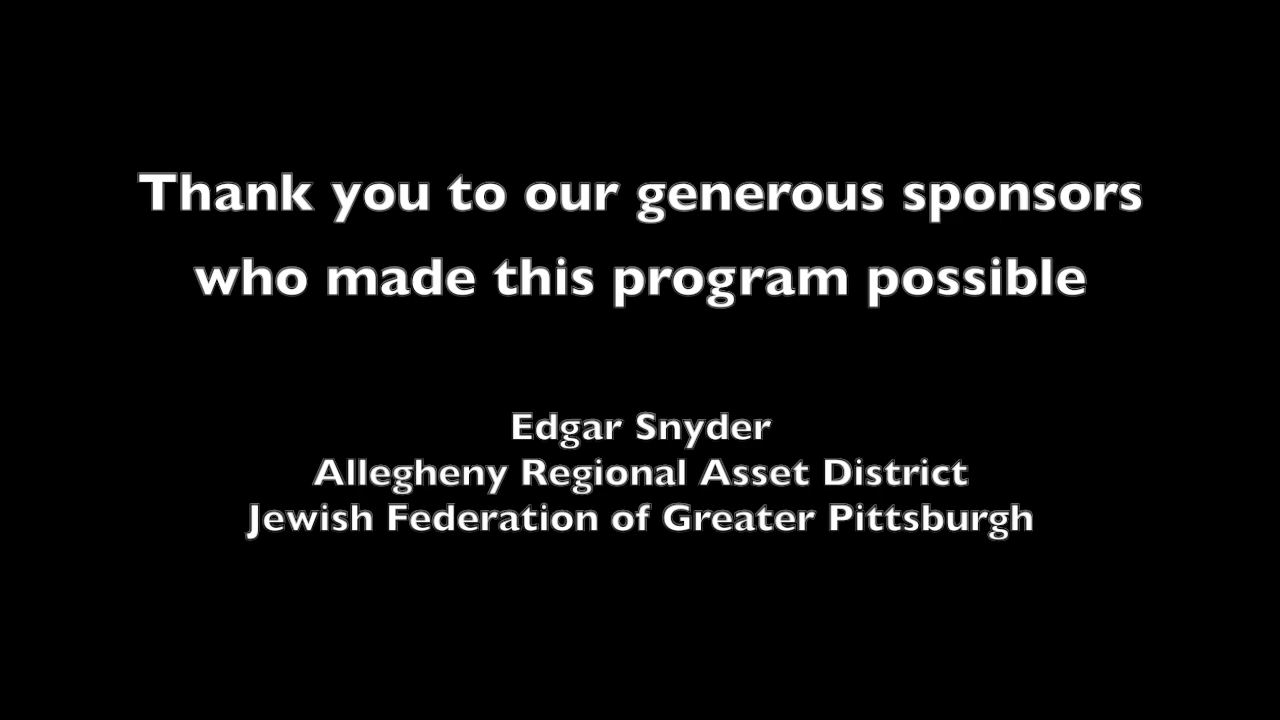 Thank you to our generous sponsors
who made this program possible
Edgar Snyder
Allegheny Regional Asset District
Jewish Federation of Greater Pittsburgh